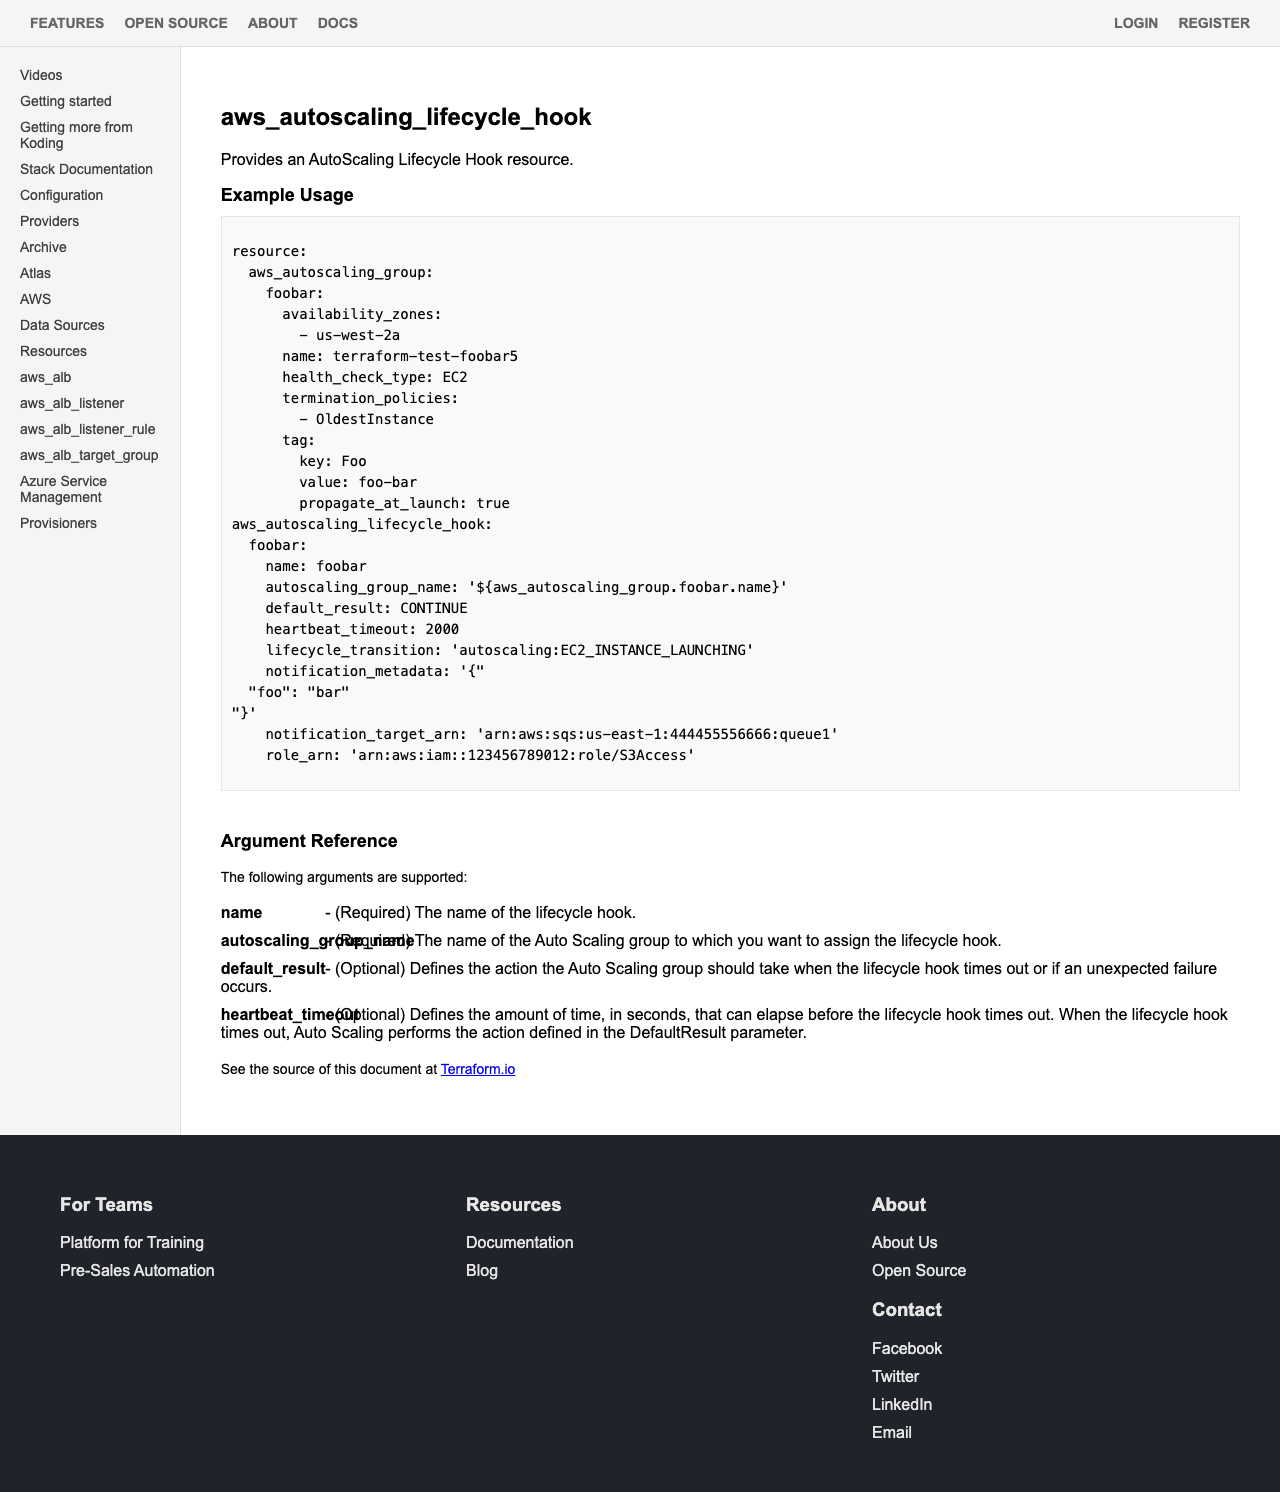 FEATURES OPEN SOURCE ABOUT DOCS LOGIN REGISTER
Videos
Getting started
Getting more from
Koding
Stack Documentation
Configuration
Providers
Archive
Atlas
AWS
Data Sources
Resources
aws_alb
aws_alb_listener
aws_alb_listener_rule
aws_alb_target_group
Azure Service
Management
Provisioners
aws_autoscaling_lifecycle_hook
Provides an AutoScaling Lifecycle Hook resource.
Example Usage
resource:
  aws_autoscaling_group:
    foobar:
      availability_zones:
        - us-west-2a
      name: terraform-test-foobar5
      health_check_type: EC2
      termination_policies:
        - OldestInstance
      tag:
        key: Foo
        value: foo-bar
        propagate_at_launch: true
aws_autoscaling_lifecycle_hook:
  foobar:
    name: foobar
    autoscaling_group_name: '${aws_autoscaling_group.foobar.name}'
    default_result: CONTINUE
    heartbeat_timeout: 2000
    lifecycle_transition: 'autoscaling:EC2_INSTANCE_LAUNCHING'
    notification_metadata: '{"
  "foo": "bar"
"}'
    notification_target_arn: 'arn:aws:sqs:us-east-1:444455556666:queue1'
    role_arn: 'arn:aws:iam::123456789012:role/S3Access'
Argument Reference
The following arguments are supported:
name - (Required) The name of the lifecycle hook.
autoscaling_group_name - (Required) The name of the Auto Scaling group to which you want to assign the lifecycle hook.
default_result - (Optional) Defines the action the Auto Scaling group should take when the lifecycle hook times out or if an unexpected failure
occurs.
heartbeat_timeout - (Optional) Defines the amount of time, in seconds, that can elapse before the lifecycle hook times out. When the lifecycle hook
times out, Auto Scaling performs the action defined in the DefaultResult parameter.
See the source of this document at Terraform.io
For Teams
Platform for Training
Pre-Sales Automation
Resources
Documentation
Blog
About
About Us
Open Source
Contact
Facebook
Twitter
LinkedIn
Email